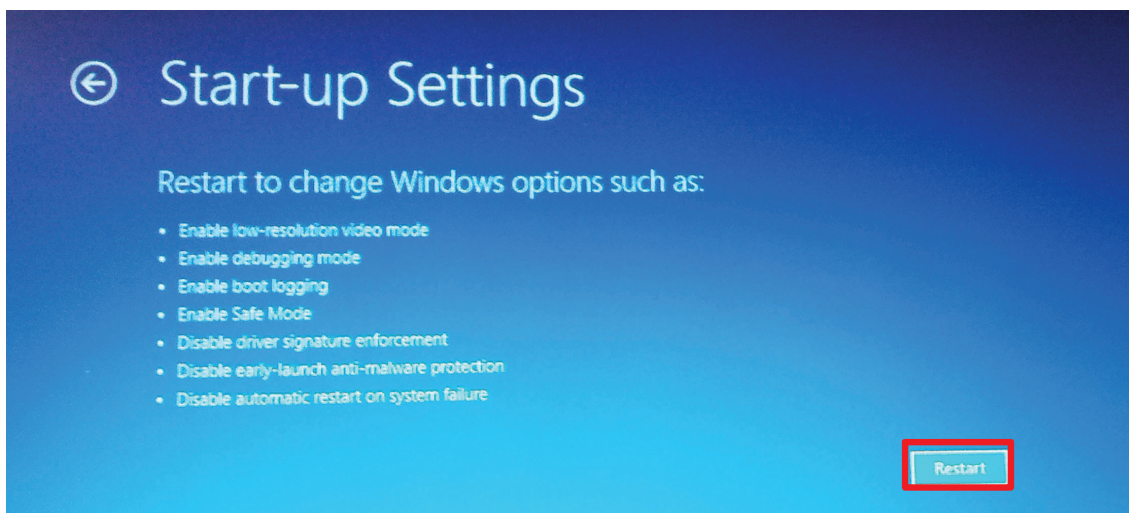 Start-up Settings
Restart to change Windows options such as:
• Enable low-resolution video mode
• Enable debugging mode
• Enable boot logging
• Enable Safe Mode
• Disable driver signature enforcement
• Disable early-launch anti-malware protection
• Disable automatic restart on system failure
Restart